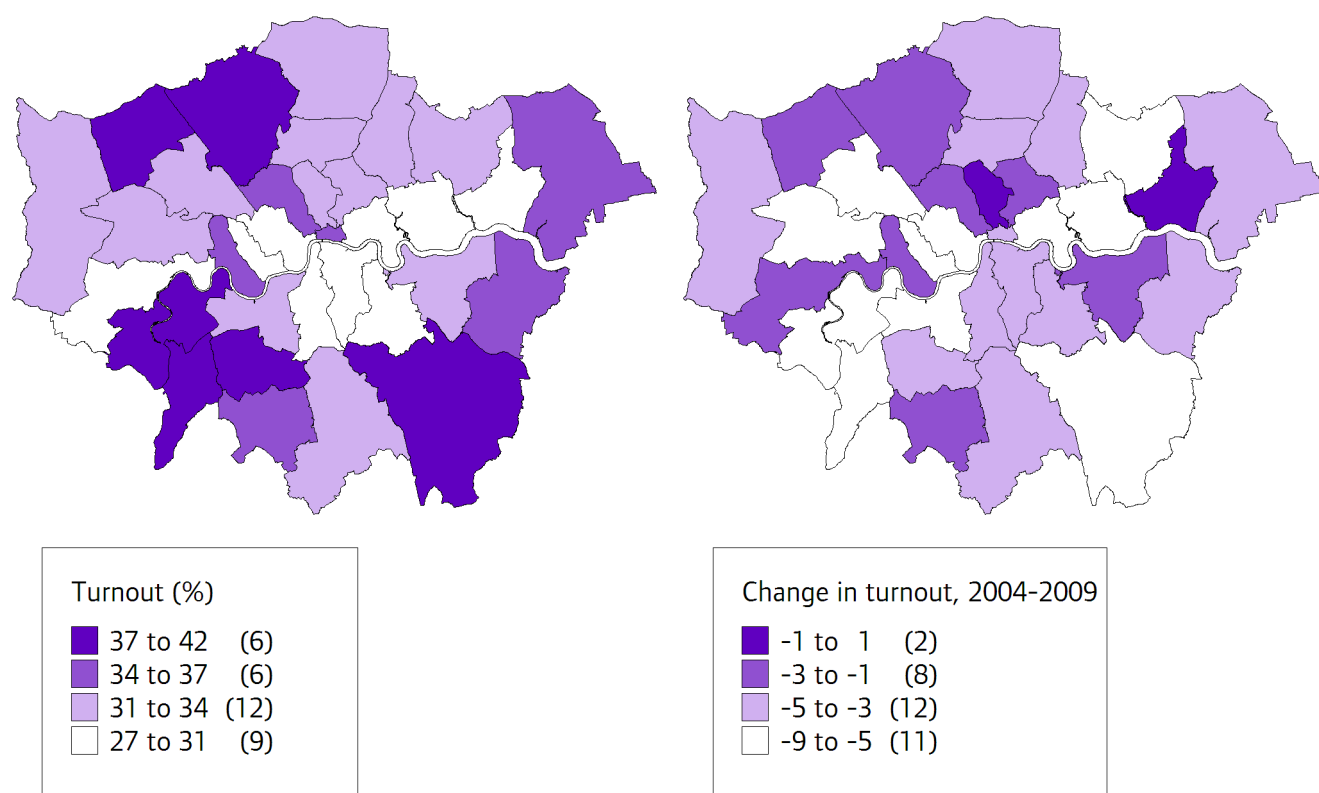 Turnout (%)
37 to 42 (6)
34 to 37 (6)
31 to 34 (12)
27 to 31 (9)
Change in turnout, 2004-2009
-1 to 1 (2)
-3 to -1 (8)
-5 to -3 (12)
-9 to -5 (11)